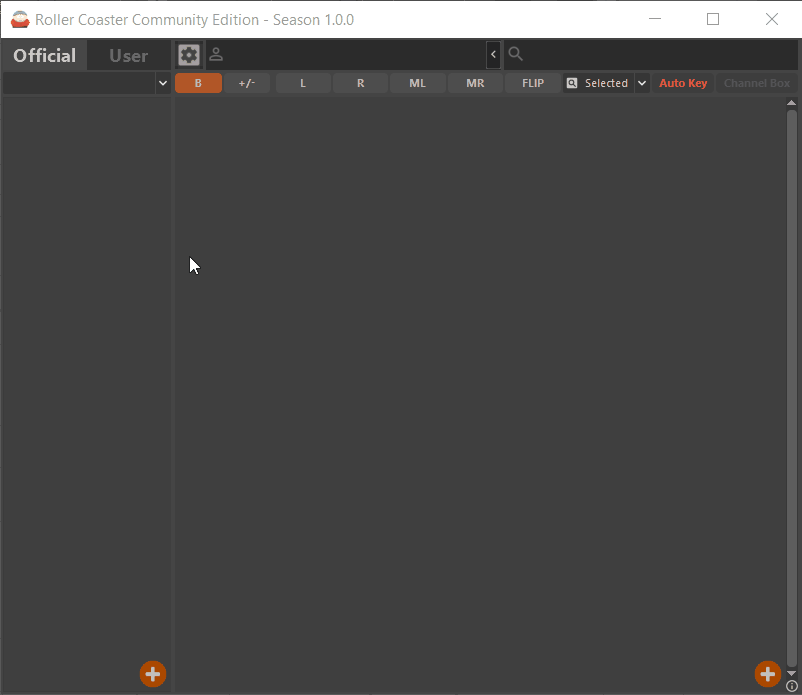 Roller Coaster Community Edition - Season 1.0.0
Official User
B +/- L R ML MR FLIP Selected Auto Key Channel Box